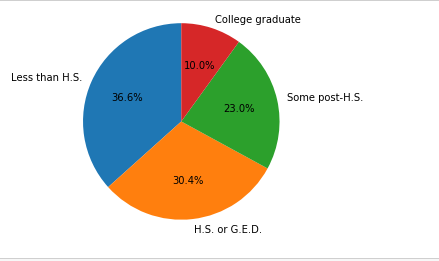 College graduate
10.0%
Less than H.S.
36.6%
Some post-H.S.
23.0%
30.4%
H.S. or G.E.D.